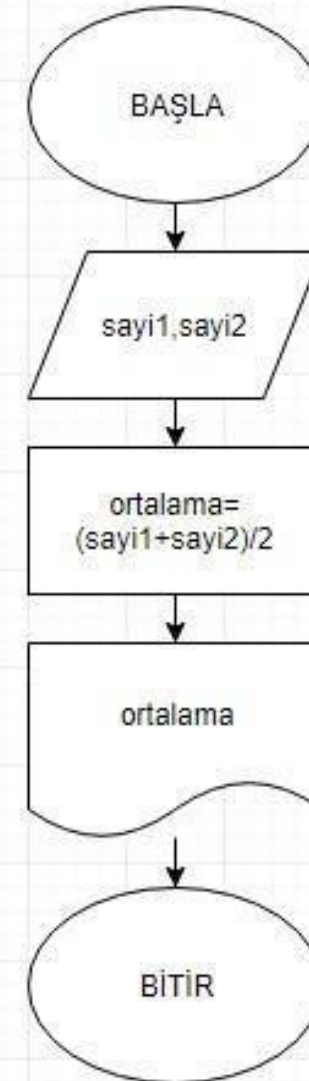 BAŞLA
sayi1,sayi2
ortalama=
(sayi1+sayi2)/2
ortalama
BİTİR